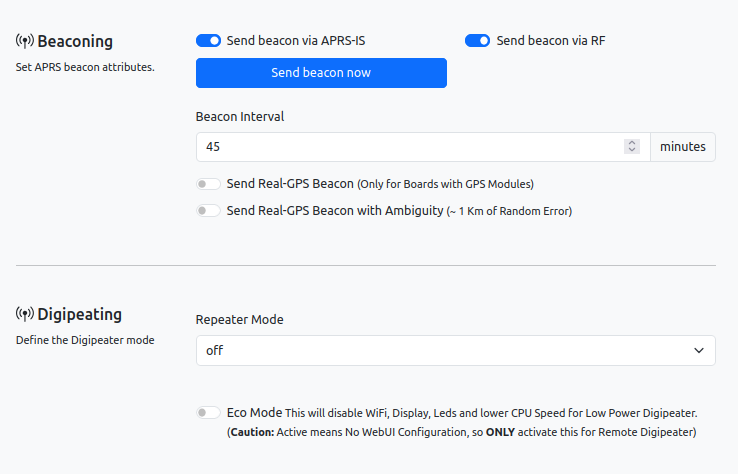 Beaconing
Set APRS beacon attributes.
Send beacon via APRS-IS
Send beacon via RF
Send beacon now
Beacon Interval
45
minutes
Send Real-GPS Beacon (Only for Boards with GPS Modules)
Send Real-GPS Beacon with Ambiguity (~ 1 Km of Random Error)
Digipeating
Define the Digipeater mode
Repeater Mode
off
Eco Mode This will disable WiFi, Display, Leds and lower CPU Speed for Low Power Digipeater.
(Caution: Active means No WebUI Configuration, so ONLY activate this for Remote Digipeater)